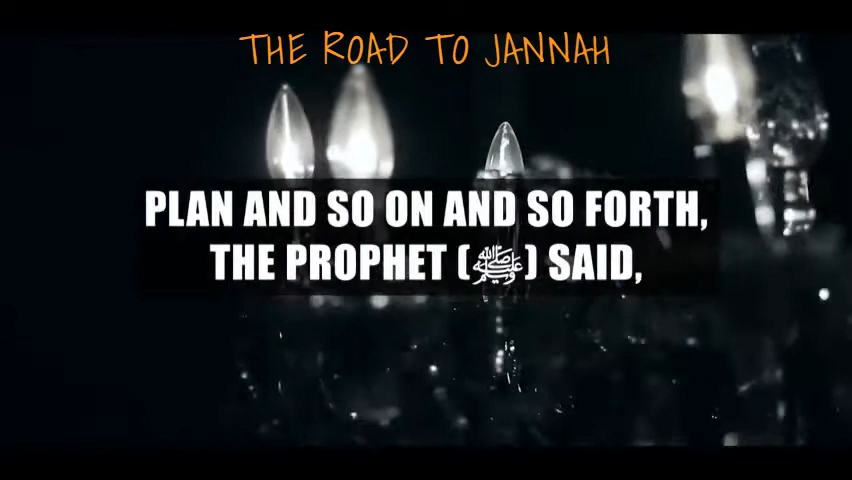 THE ROAD TO JANNAH
PLAN AND SO ON AND SO FORTH,
THE PROPHET (ﷺ) SAID,